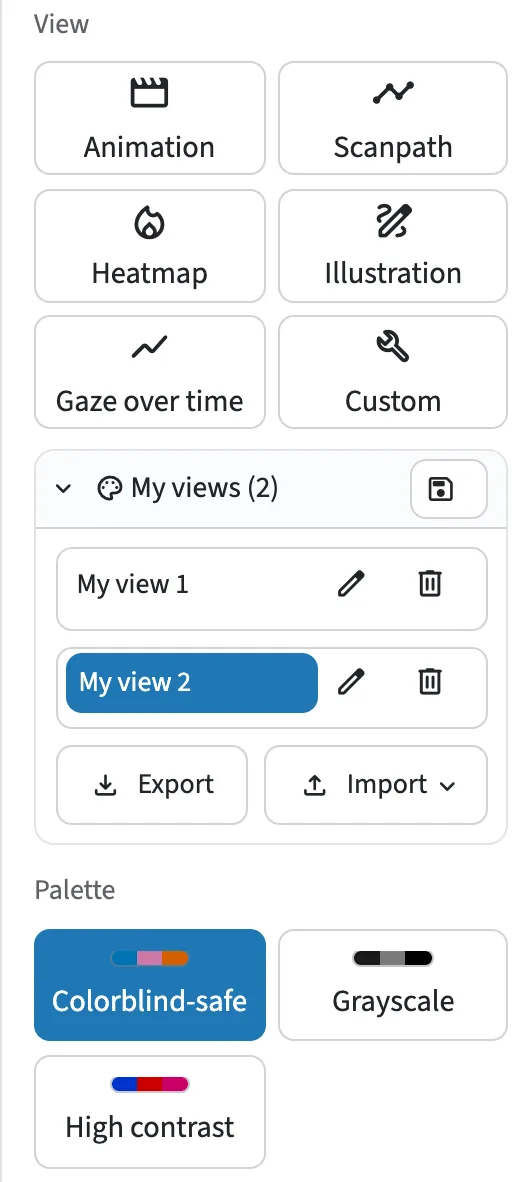 View
Animation
Scanpath
Heatmap
Illustration
Gaze over time
Custom
My views (2)
My view 1
My view 2
Export
Import
Palette
Colorblind-safe
Grayscale
High contrast